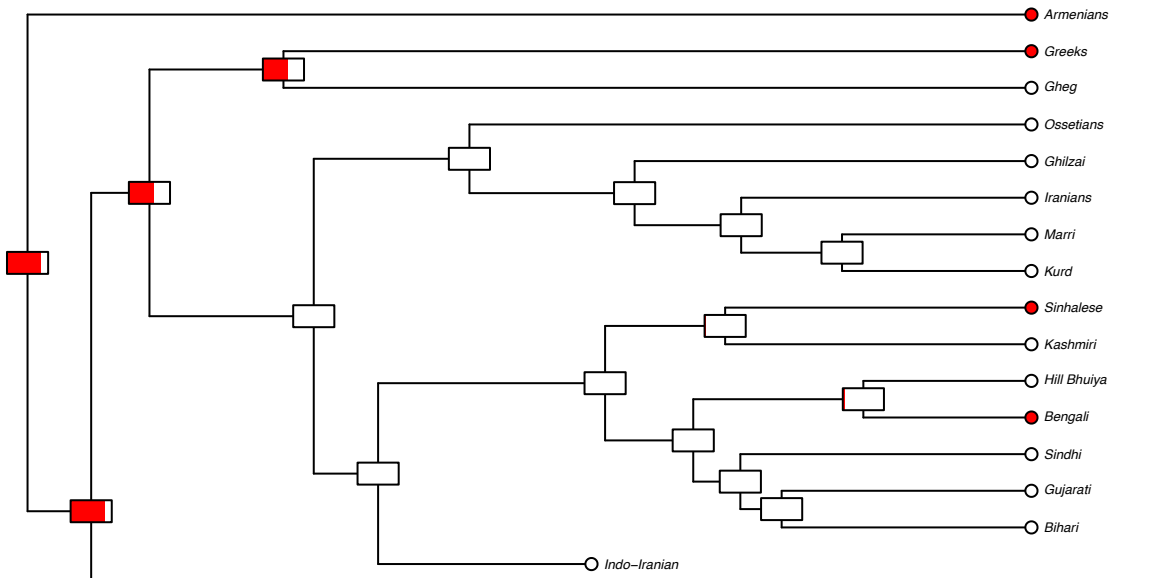 Armenians
Greeks
Gheg
Ossetians
Ghilzai
Iranians
Marri
Kurd
Sinhalese
Kashmiri
Hill Bhuiya
Bengali
Sindhi
Gujarati
Bihari
Indo−Iranian